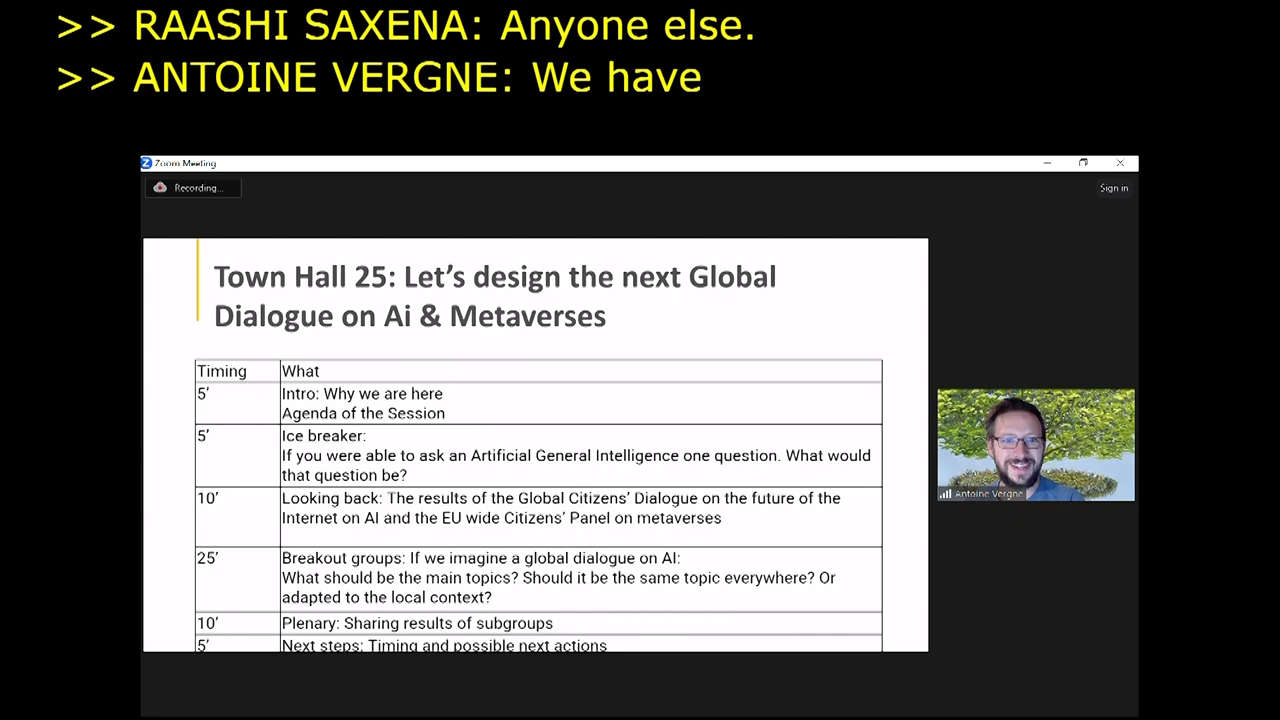 >> RAASHI SAXENA: Anyone else.
>> ANTOINE VERGNE: We have
Zoom Meeting
Recording...
Sign in
Town Hall 25: Let's design the next Global
Dialogue on Ai & Metaverses
Timing What
5' Intro: Why we are here
Agenda of the Session
5' Ice breaker:
If you were able to ask an Artificial General Intelligence one question. What would
that question be?
10' Looking back: The results of the Global Citizens' Dialogue on the future of the
Internet on AI and the EU wide Citizens' Panel on metaverses
Antoine Vergne
25' Breakout groups: If we imagine a global dialogue on AI:
What should be the main topics? Should it be the same topic everywhere? Or
adapted to the local context?
10' Plenary: Sharing results of subgroups
5' Next steps: Timing and possible next actions